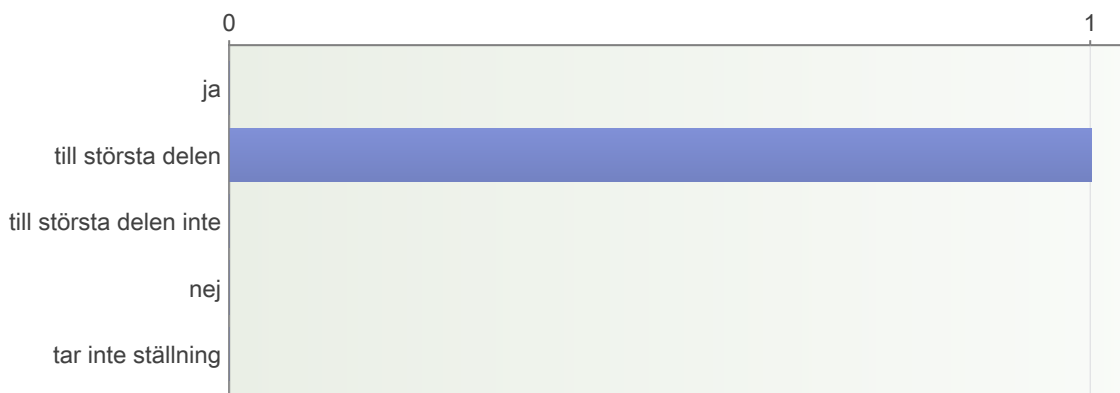 0 1
ja
till största delen
till största delen inte
nej
tar inte ställning